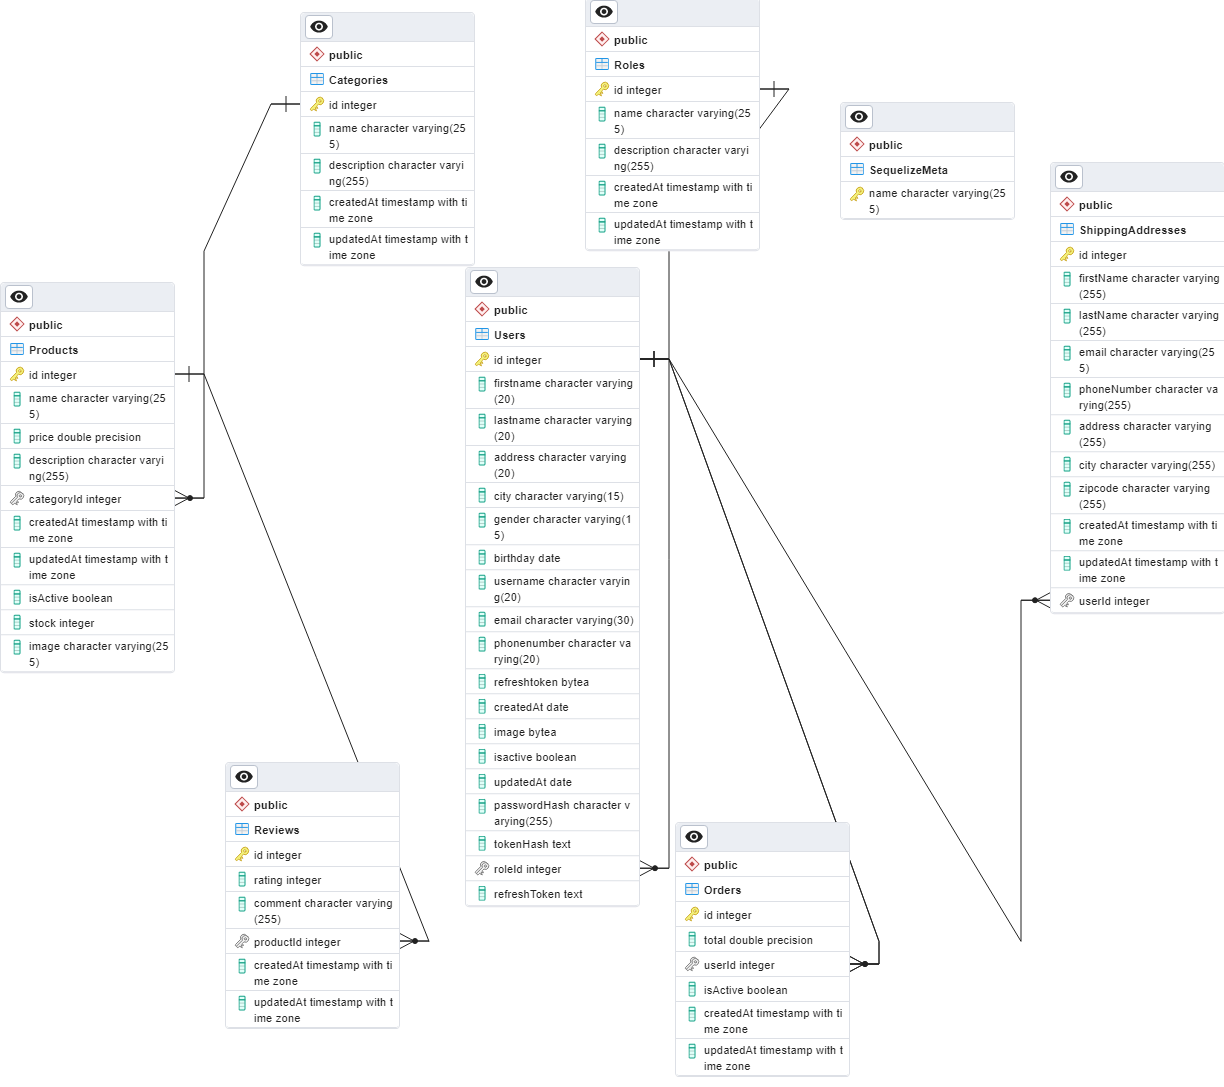 public
Categories
id integer
name character varying(25
5)
description character varyi
ng(255)
createdAt timestamp with ti
me zone
updatedAt timestamp with t
ime zone
public
Roles
id integer
name character varying(25
5)
description character varyi
ng(255)
createdAt timestamp with ti
me zone
updatedAt timestamp with t
ime zone
public
SequelizeMeta
name character varying(25
5)
public
ShippingAddresses
id integer
firstName character varying
(255)
lastName character varying
(255)
email character varying(25
5)
phoneNumber character va
rying(255)
address character varying
(255)
city character varying(255)
zipcode character varying
(255)
createdAt timestamp with ti
me zone
updatedAt timestamp with t
ime zone
userId integer
public
Products
id integer
name character varying(25
5)
price double precision
description character varyi
ng(255)
categoryId integer
createdAt timestamp with ti
me zone
updatedAt timestamp with t
ime zone
isActive boolean
stock integer
image character varying(25
5)
public
Users
id integer
firstname character varying
(20)
lastname character varying
(20)
address character varying
(20)
city character varying(15)
gender character varying(1
5)
birthday date
username character varyin
g(20)
email character varying(30)
phonenumber character va
rying(20)
refreshtoken bytea
createdAt date
image bytea
isactive boolean
updatedAt date
passwordHash character v
arying(255)
tokenHash text
roleId integer
refreshToken text
public
Reviews
id integer
rating integer
comment character varying
(255)
productId integer
createdAt timestamp with ti
me zone
updatedAt timestamp with t
ime zone
public
Orders
id integer
total double precision
userId integer
isActive boolean
createdAt timestamp with ti
me zone
updatedAt timestamp with t
ime zone